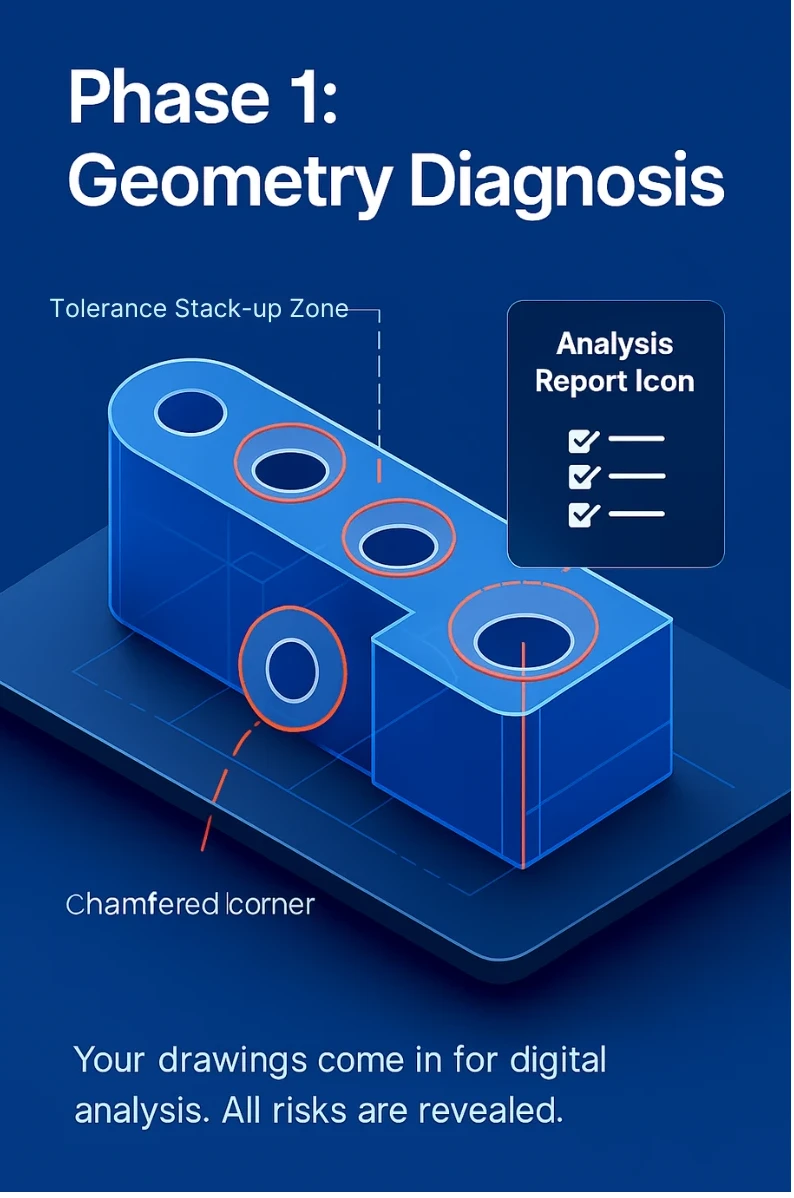 Phase 1:
Geometry Diagnosis
Tolerance Stack-up Zone
Analysis
Report Icon
Chamfered corner
Your drawings come in for digital
analysis. All risks are revealed.